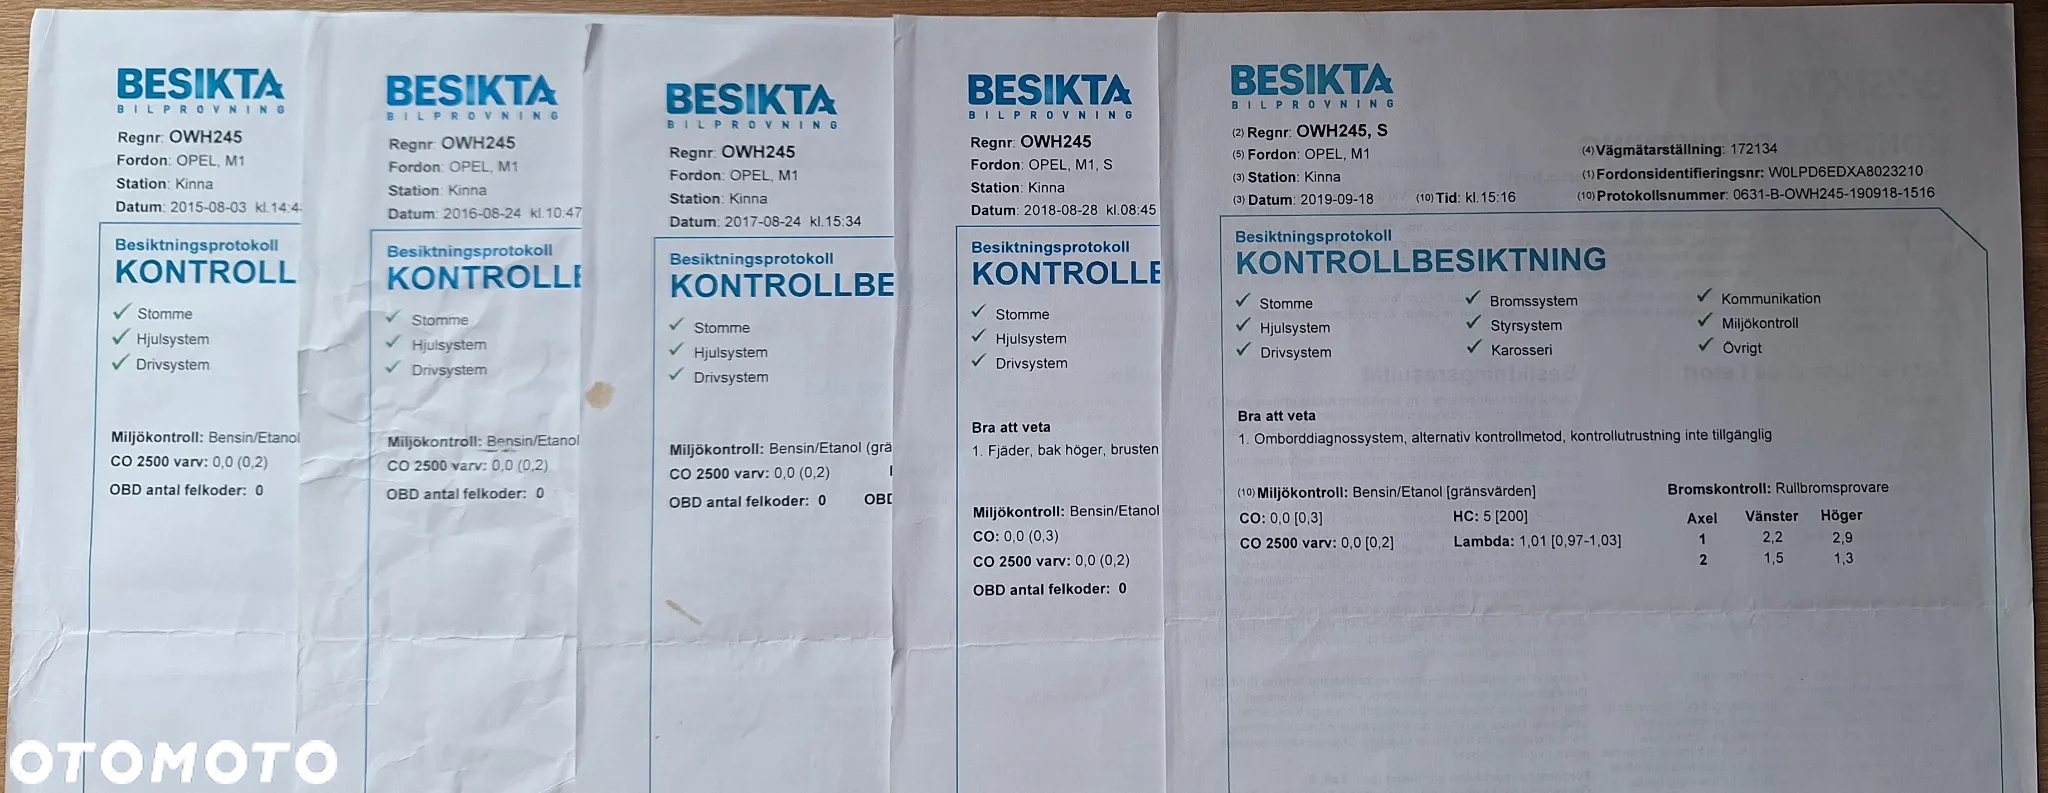 BESIKTA
BILPROVNING
Regnr: OWH245
Fordon: OPEL, M1
Station: Kinna
Datum: 2015-08-03 kl.14:4
Besiktningsprotokoll
KONTROLL
Stomme
Hjulsystem
Drivsystem
Miljökontroll: Bensin/Etanol
CO 2500 varv: 0,0 (0,2)
OBD antal felkoder: 0
BESIKTA
BILPROVNING
Regnr: OWH245
Fordon: OPEL, M1
Station: Kinna
Datum: 2016-08-24 kl.10:47
Besiktningsprotokoll
KONTROLLE
Stomme
Hjulsystem
Drivsystem
Miljökontroll: Bensin/Etanol
CO 2500 varv: 0,0 (0,2)
OBD antal felkoder: 0
BESIKTA
BILPROVNING
Regnr: OWH245
Fordon: OPEL, M1
Station: Kinna
Datum: 2017-08-24 kl.15:34
Besiktningsprotokoll
KONTROLLBE
Stomme
Hjulsystem
Drivsystem
Miljökontroll: Bensin/Etanol (grä
CO 2500 varv: 0,0 (0,2)
OBD antal felkoder: 0 OBD
BESIKTA
BILPROVNING
Regnr: OWH245
Fordon: OPEL, M1, S
Station: Kinna
Datum: 2018-08-28 kl.08:45
Besiktningsprotokoll
KONTROLLE
Stomme
Hjulsystem
Drivsystem
Bra att veta
1. Fjäder, bak höger, brusten
Miljökontroll: Bensin/Etanol
CO: 0,0 (0,3)
CO 2500 varv: 0,0 (0,2)
OBD antal felkoder: 0
BESIKTA
BILPROVNING
(2) Regnr: OWH245, S
(5) Fordon: OPEL, M1 (4) Vägmätarställning: 172134
(3) Station: Kinna (1) Fordonsidentifieringsnr: W0LPD6EDXA8023210
(3) Datum: 2019-09-18 (10) Tid: kl.15:16 (10) Protokollsnummer: 0631-B-OWH245-190918-1516
Besiktningsprotokoll
KONTROLLBESIKTNING
Stomme Bromssystem Kommunikation
Hjulsystem Styrsystem Miljökontroll
Drivsystem Karosseri Övrigt
Bra att veta
1. Omborddiagnossystem, alternativ kontrollmetod, kontrollutrustning inte tillgänglig
(10) Miljökontroll: Bensin/Etanol [gränsvärden] Bromskontroll: Rullbromsprovare
CO: 0,0 [0,3] HC: 5 [200] Axel Vänster Höger
CO 2500 varv: 0,0 [0,2] Lambda: 1,01 [0,97-1,03] 1 2,2 2,9
2 1,5 1,3
OTOMOTO